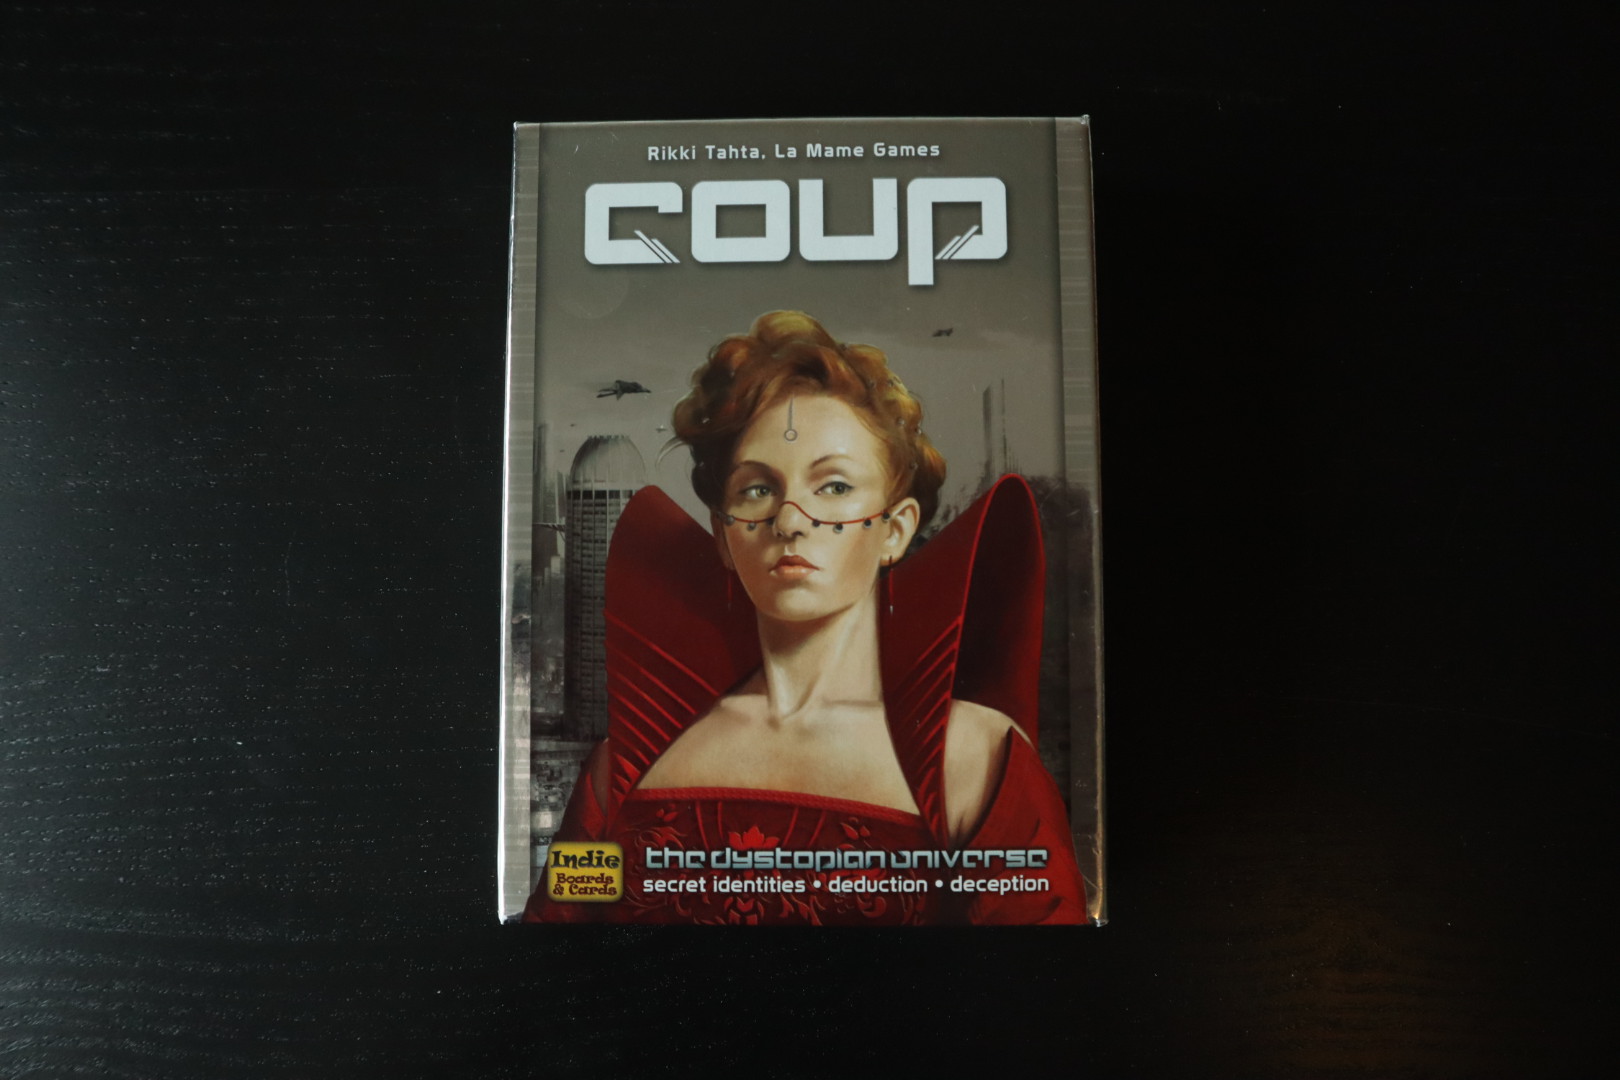 Rikki Tahta, La Mame Games
coup
Indie
Boards
& Cards
the dystopian universe
secret identities • deduction • deception